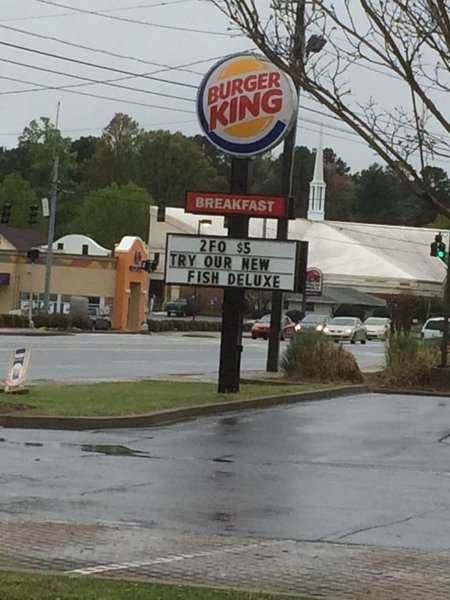 BURGER
KING
BREAKFAST
2FO $5
TRY OUR NEW
FISH DELUXE